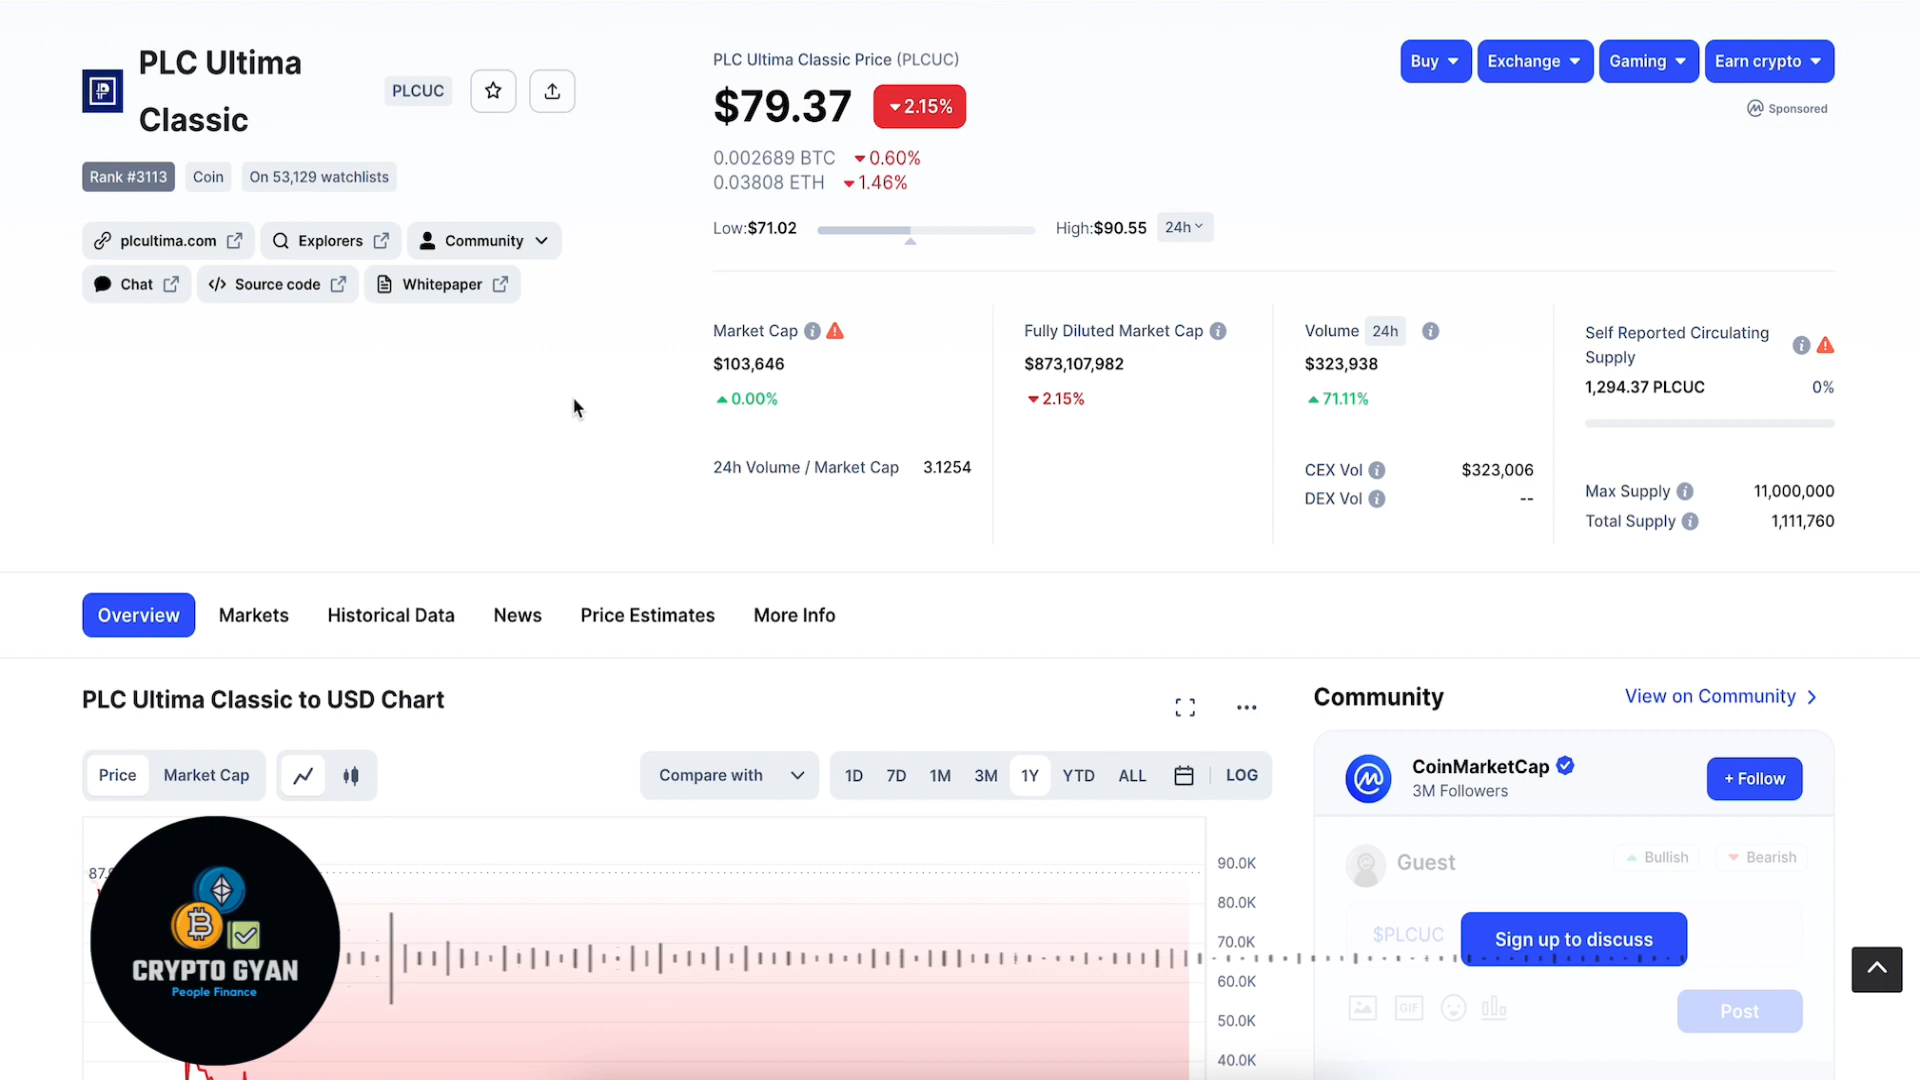 PLC Ultima
Classic
PLCUC
Rank #3113
Coin
On 53,129 watchlists
plcultima.com
Explorers
Community
Chat
Source code
Whitepaper
PLC Ultima Classic Price (PLCUC)
$79.37
2.15%
0.002689 BTC
0.60%
0.03808 ETH
1.46%
Low:$71.02
High:$90.55
24h
Buy
Exchange
Gaming
Earn crypto
Sponsored
Market Cap
$103,646
0.00%
24h Volume / Market Cap
3.1254
Fully Diluted Market Cap
$873,107,982
2.15%
Volume
24h
$323,938
71.11%
CEX Vol
$323,006
DEX Vol
--
Self Reported Circulating
Supply
1,294.37 PLCUC
0%
Max Supply
11,000,000
Total Supply
1,111,760
Overview
Markets
Historical Data
News
Price Estimates
More Info
PLC Ultima Classic to USD Chart
Price
Market Cap
Compare with
1D
7D
1M
3M
1Y
YTD
ALL
LOG
90.0K
80.0K
70.0K
60.0K
50.0K
40.0K
CRYPTO GYAN
People Finance
Community
View on Community
CoinMarketCap
3M Followers
+ Follow
Guest
Bullish
Bearish
$PLCUC
Sign up to discuss
GIF
Post